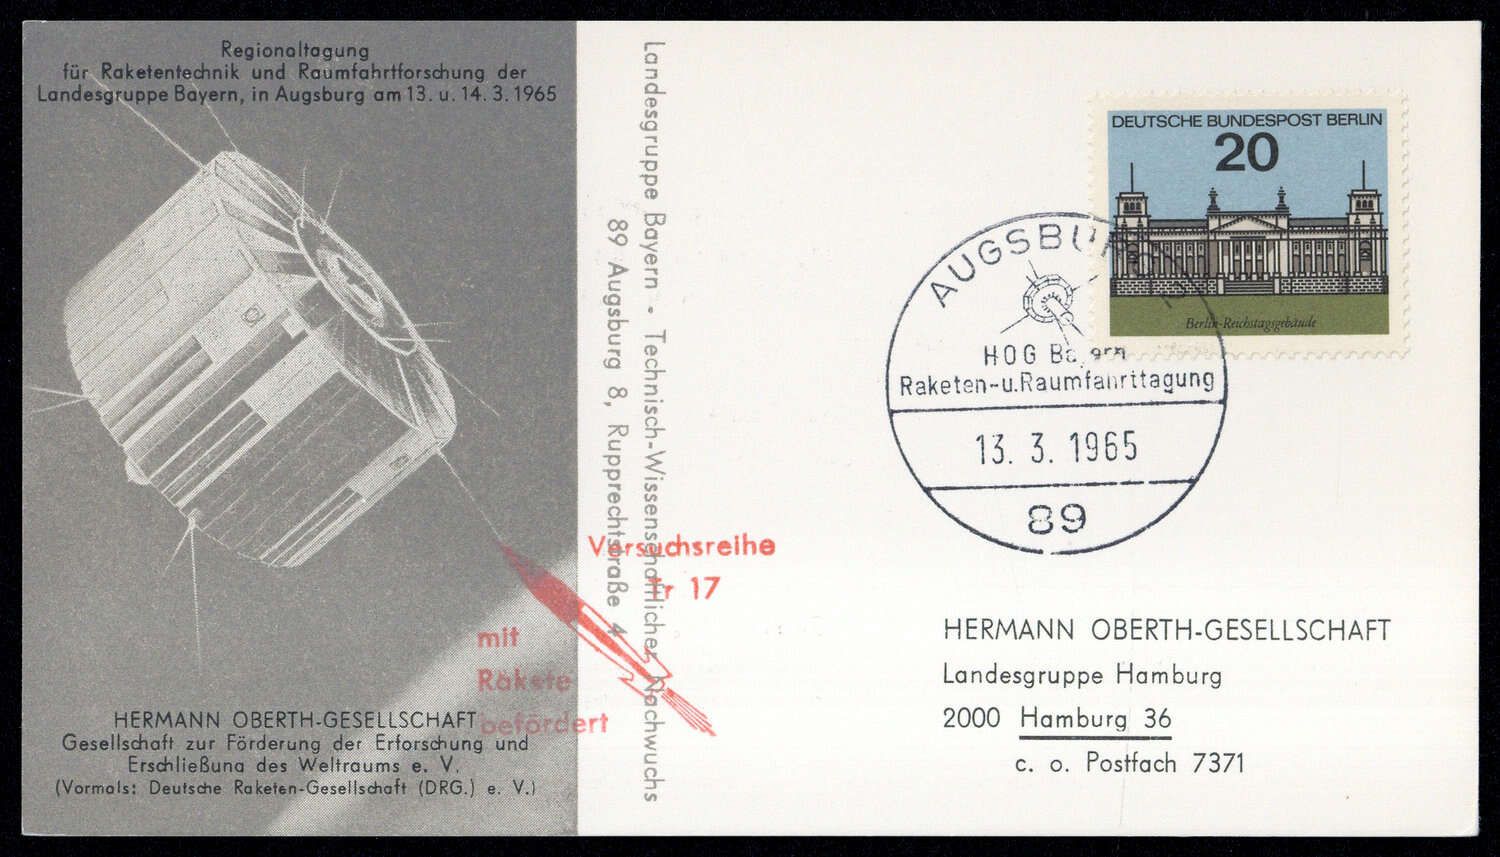 Regionaltagung
für Raketentechnik und Raumfahrtforschung der
Landesgruppe Bayern, in Augsburg am 13. u. 14. 3. 1965
HERMANN OBERTH-GESELLSCHAFT
Gesellschaft zur Förderung der Erforschung und
Erschließung des Weltraums e. V.
(Vormals: Deutsche Raketen-Gesellschaft (DRG.) e. V.)
Landesgruppe Bayern - Technisch-Wissenschaftlicher Nachwuchs
89 Augsburg 8, Rupprechtstraße 4
Versuchsreihe
Nr 17
mit
Rakete
befördert
DEUTSCHE BUNDESPOST BERLIN
20
Berlin-Reichstagsgebäude
AUGSBURG
HOG Bayern
Raketen-u.Raumfahrttagung
13. 3. 1965
89
HERMANN OBERTH-GESELLSCHAFT
Landesgruppe Hamburg
2000 Hamburg 36
c. o. Postfach 7371